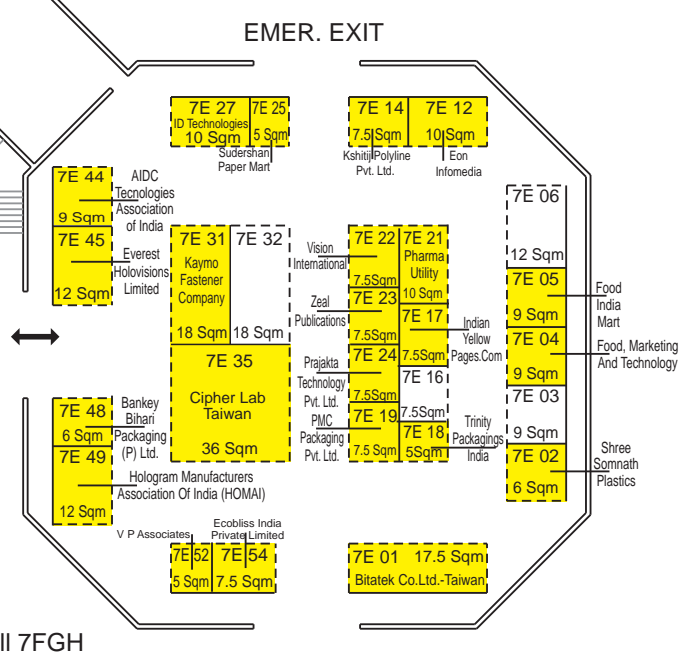 EMER. EXIT
7E 27
ID Technologies
10 Sqm
7E 25
5 Sqm
Sudershan
Paper Mart
7E 14
7.5 Sqm
Kshitij Polyline
Pvt. Ltd.
7E 12
10 Sqm
Eon
Infomedia
7E 44
9 Sqm
AIDC
Tecnologies
Association
of India
7E 45
12 Sqm
Everest
Holovisions
Limited
7E 31
Kaymo
Fastener
Company
18 Sqm
7E 32
18 Sqm
7E 35
Cipher Lab
Taiwan
36 Sqm
Vision
International
7E 22
7.5Sqm
7E 21
Pharma
Utility
10 Sqm
Zeal
Publications
7E 23
7.5Sqm
7E 17
7.5Sqm
Indian
Yellow
Pages.Com
Prajakta
Technology
Pvt. Ltd.
7E 24
7.5Sqm
7E 16
7.5Sqm
PMC
Packaging
Pvt. Ltd.
7E 19
7.5 Sqm
7E 18
5Sqm
Trinity
Packagings
India
7E 06
12 Sqm
7E 05
9 Sqm
Food
India
Mart
7E 04
9 Sqm
Food, Marketing
And Technology
7E 03
9 Sqm
7E 02
6 Sqm
Shree
Somnath
Plastics
7E 48
6 Sqm
Bankey
Bihari
Packaging
(P) Ltd.
7E 49
12 Sqm
Hologram Manufacturers
Association Of India (HOMAI)
V P Associates
7E 52
5 Sqm
Ecobliss India
Private Limited
7E 54
7.5 Sqm
7E 01 17.5 Sqm
Bitatek Co.Ltd.-Taiwan
ll 7FGH